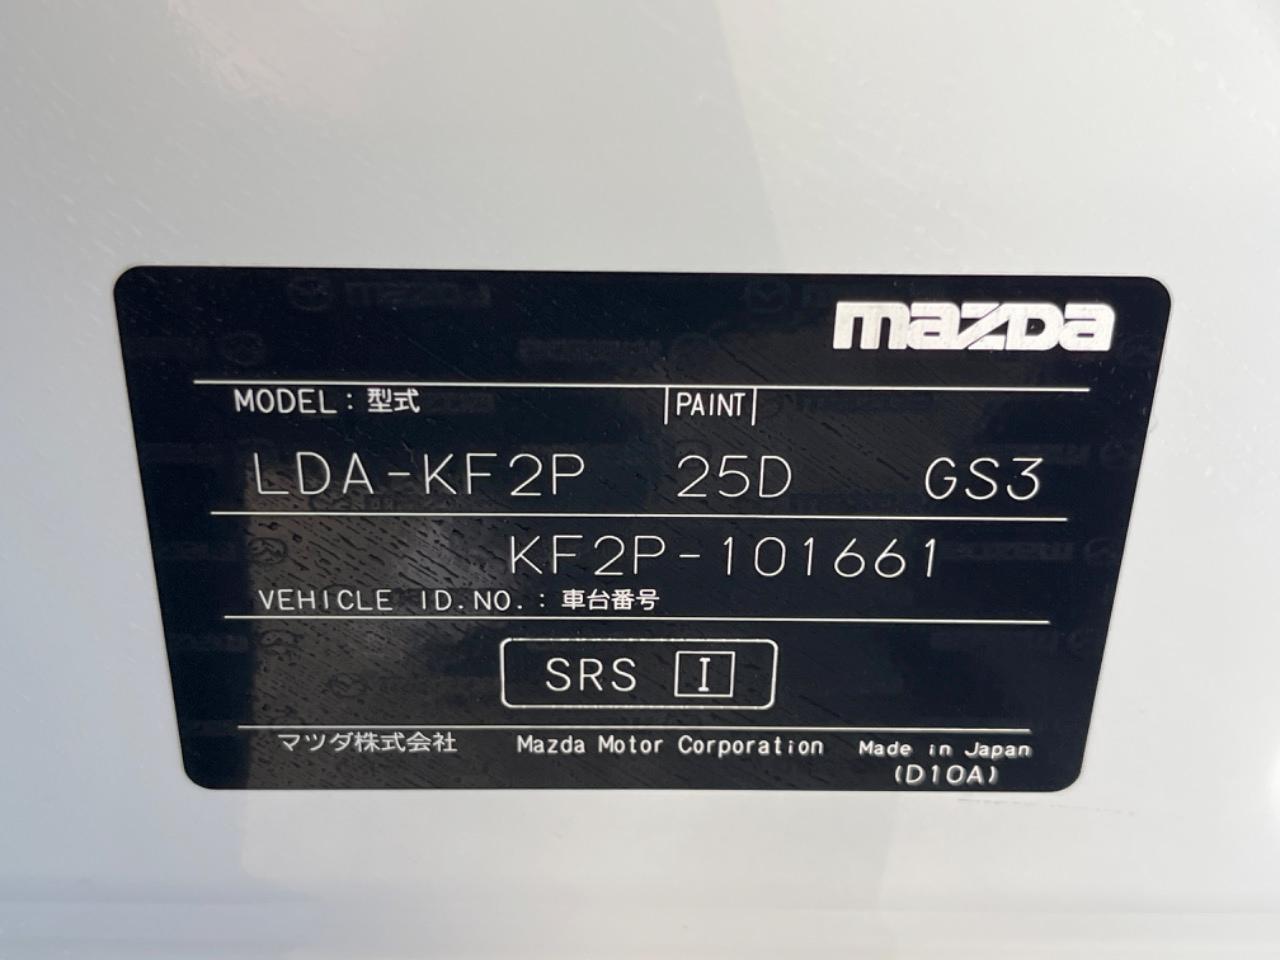 mazda
MODEL : 型式 PAINT
LDA-KF2P 25D GS3
KF2P-101661
VEHICLE ID.NO. : 車台番号
SRS I
マツダ株式会社 Mazda Motor Corporation Made in Japan
(D10A)